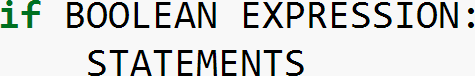 if BOOLEAN EXPRESSION:
    STATEMENTS